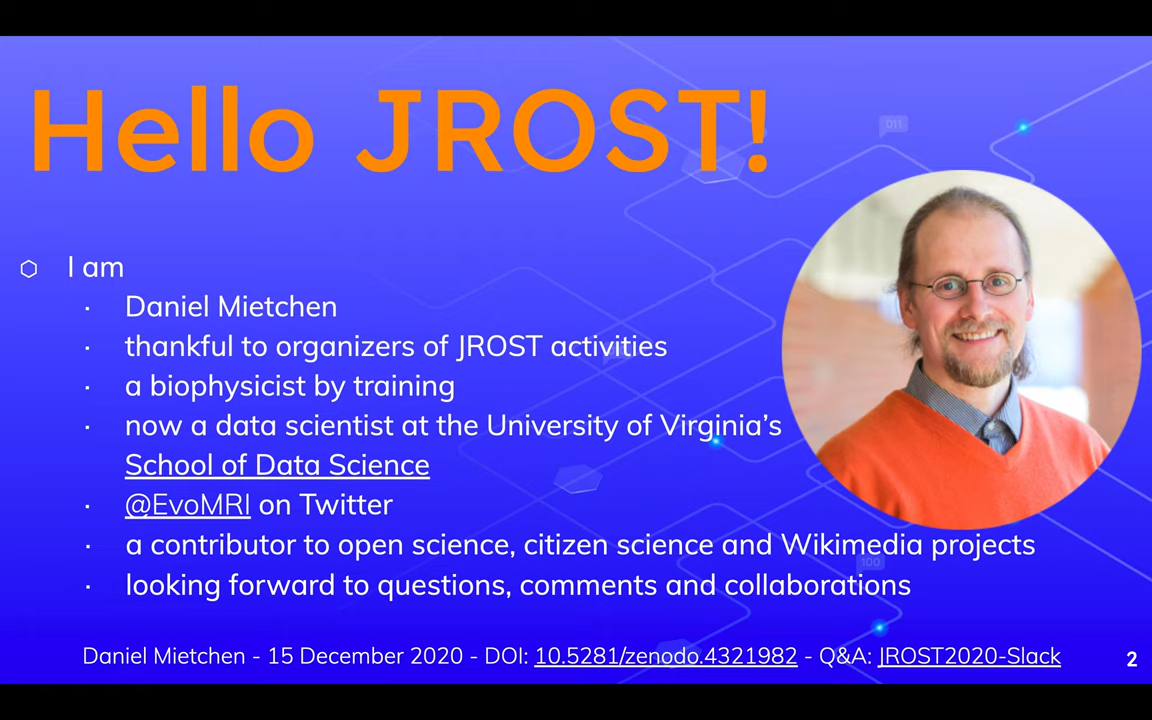 Hello JROST!
011
I am
· Daniel Mietchen
· thankful to organizers of JROST activities
· a biophysicist by training
· now a data scientist at the University of Virginia’s
School of Data Science
· @EvoMRI on Twitter
· a contributor to open science, citizen science and Wikimedia projects
100
· looking forward to questions, comments and collaborations
Daniel Mietchen - 15 December 2020 - DOI: 10.5281/zenodo.4321982 - Q&A: JROST2020-Slack
2